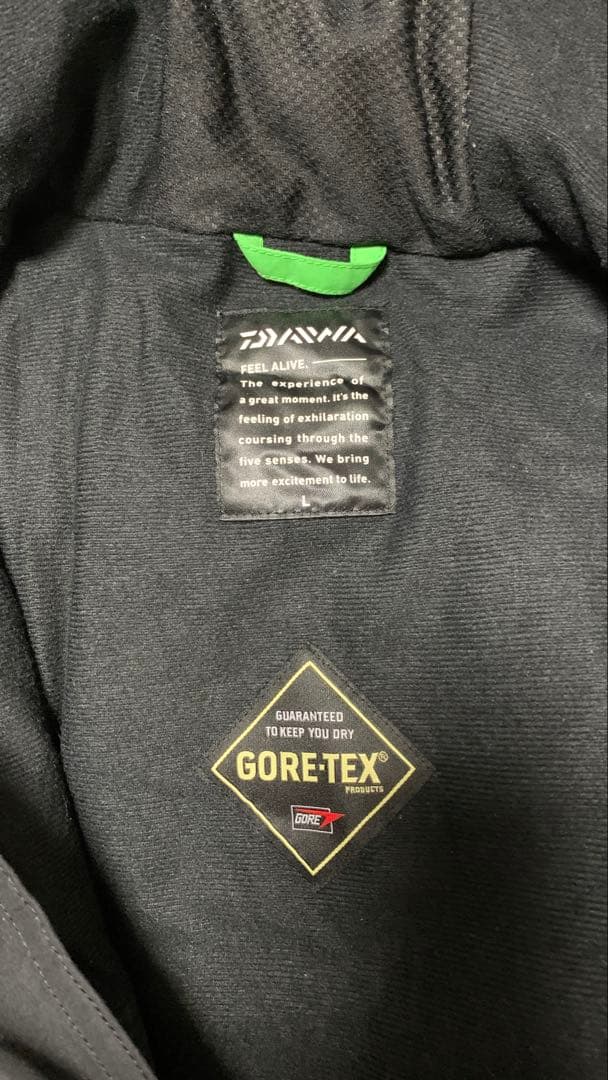 DAIWA
FEEL ALIVE.
The experience of
a great moment. It's the
feeling of exhilaration
coursing through the
five senses. We bring
more excitement to life.
L
GUARANTEED
TO KEEP YOU DRY
GORE-TEX®
PRODUCTS
GORE